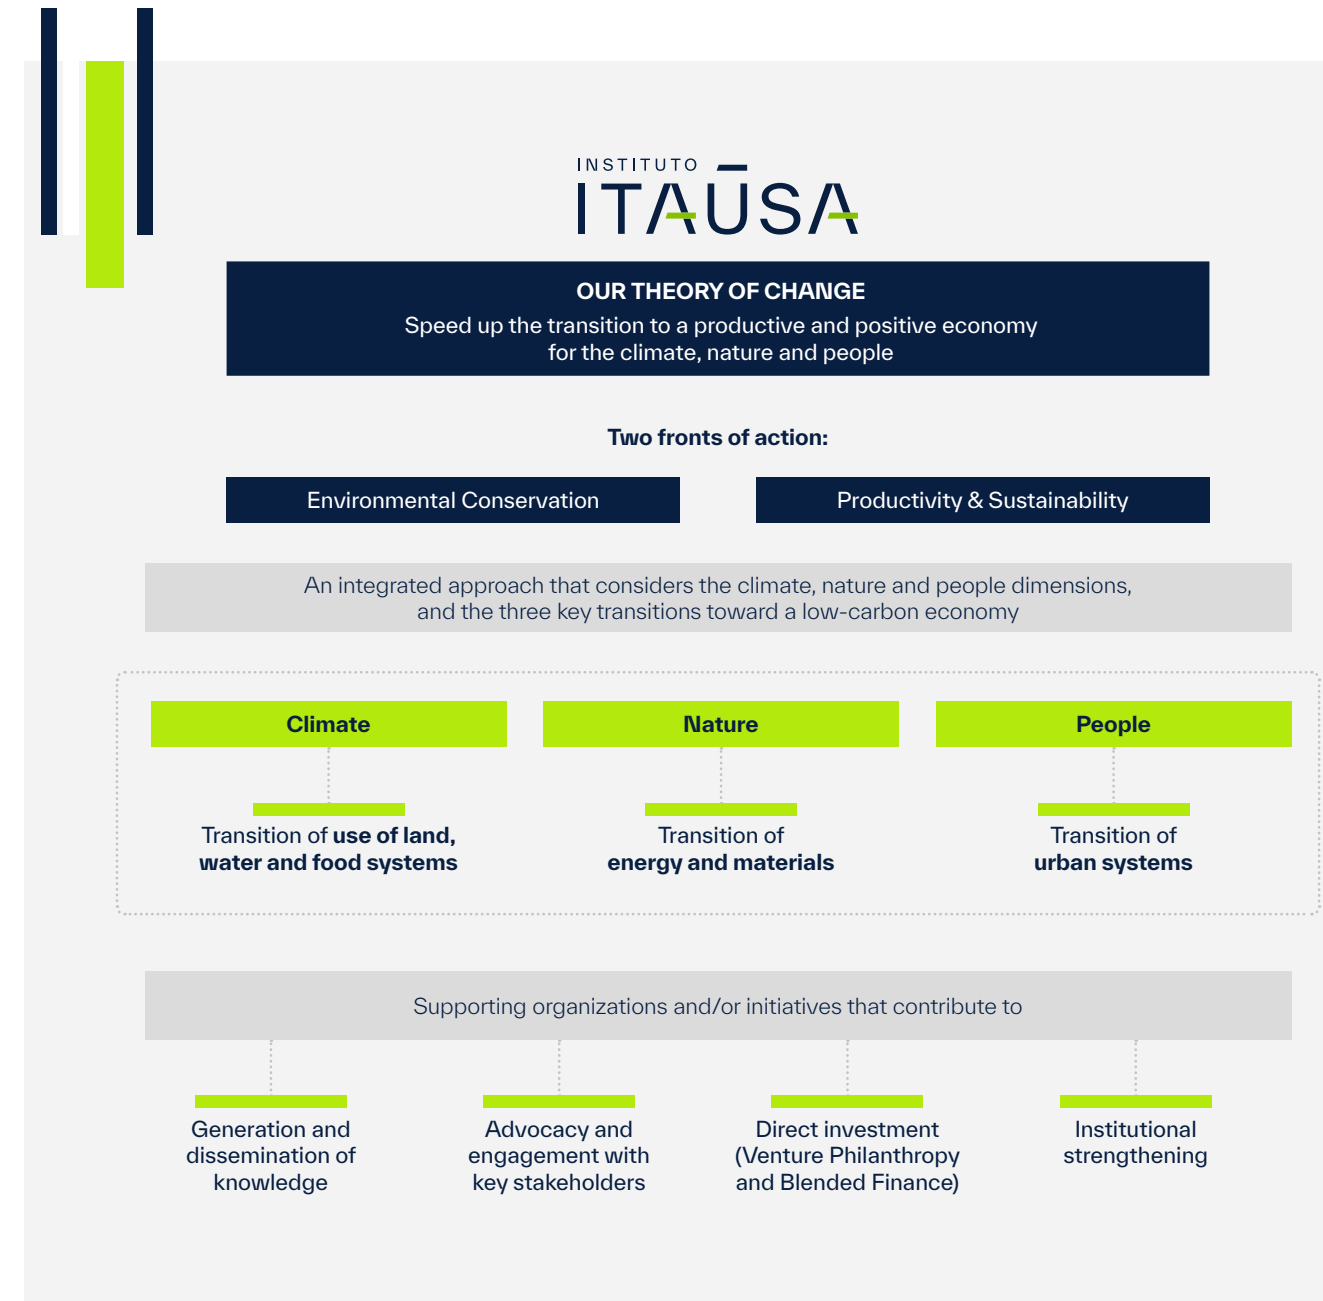 INSTITUTO
ITAÚSA
OUR THEORY OF CHANGE
Speed up the transition to a productive and positive economy
for the climate, nature and people
Two fronts of action:
Environmental Conservation
Productivity & Sustainability
An integrated approach that considers the climate, nature and people dimensions,
and the three key transitions toward a low-carbon economy
Climate
Transition of use of land,
water and food systems
Nature
Transition of
energy and materials
People
Transition of
urban systems
Supporting organizations and/or initiatives that contribute to
Generation and
dissemination of
knowledge
Advocacy and
engagement with
key stakeholders
Direct investment
(Venture Philanthropy
and Blended Finance)
Institutional
strengthening